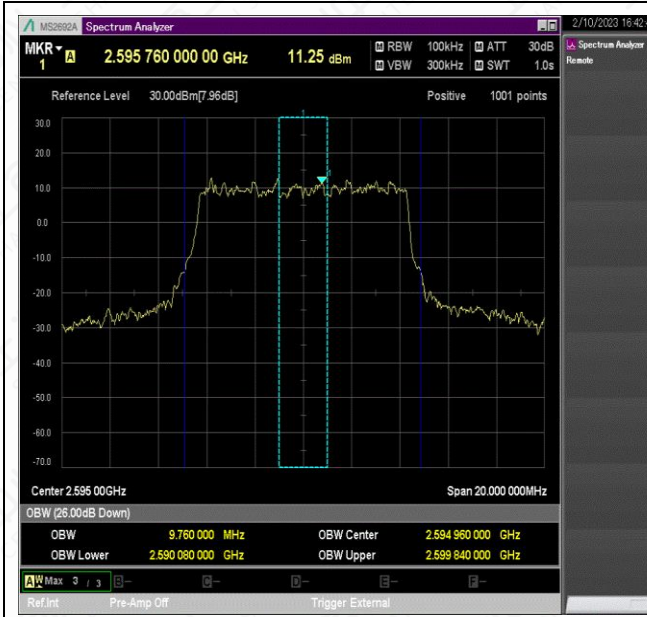 MS2692A Spectrum Analyzer
2/10/2023 16:42:
MKR 1 A 2.595 760 000 00 GHz 11.25 dBm
M RBW 100kHz M ATT 30dB
M VBW 300kHz M SWT 1.0s
Spectrum Analyzer
Remote
Reference Level 30.00dBm[7.96dB] Positive 1001 points
30.0
20.0
10.0
0.0
-10.0
-20.0
-30.0
-40.0
-50.0
-60.0
-70.0
1
Center 2.595 00GHz Span 20.000 000MHz
OBW (26.00dB Down)
OBW 9.760 000 MHz OBW Center 2.594 960 000 GHz
OBW Lower 2.590 080 000 GHz OBW Upper 2.599 840 000 GHz
A W Max 3 / 3 B- C- D- E- F-
Ref.Int Pre-Amp Off Trigger External